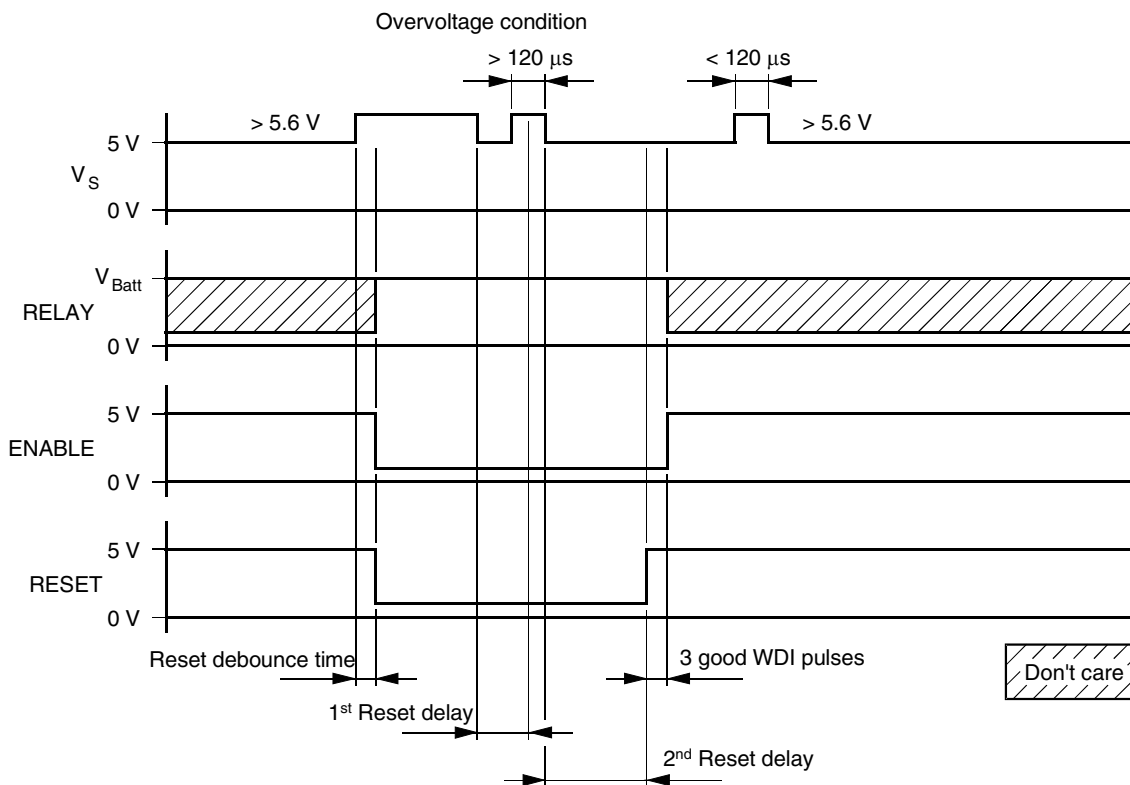 Overvoltage condition
> 120 μs
< 120 μs
> 5.6 V
> 5.6 V
5 V
V_S
0 V
V_Batt
RELAY
0 V
5 V
ENABLE
0 V
5 V
RESET
0 V
Reset debounce time
3 good WDI pulses
Don't care
1st Reset delay
2nd Reset delay